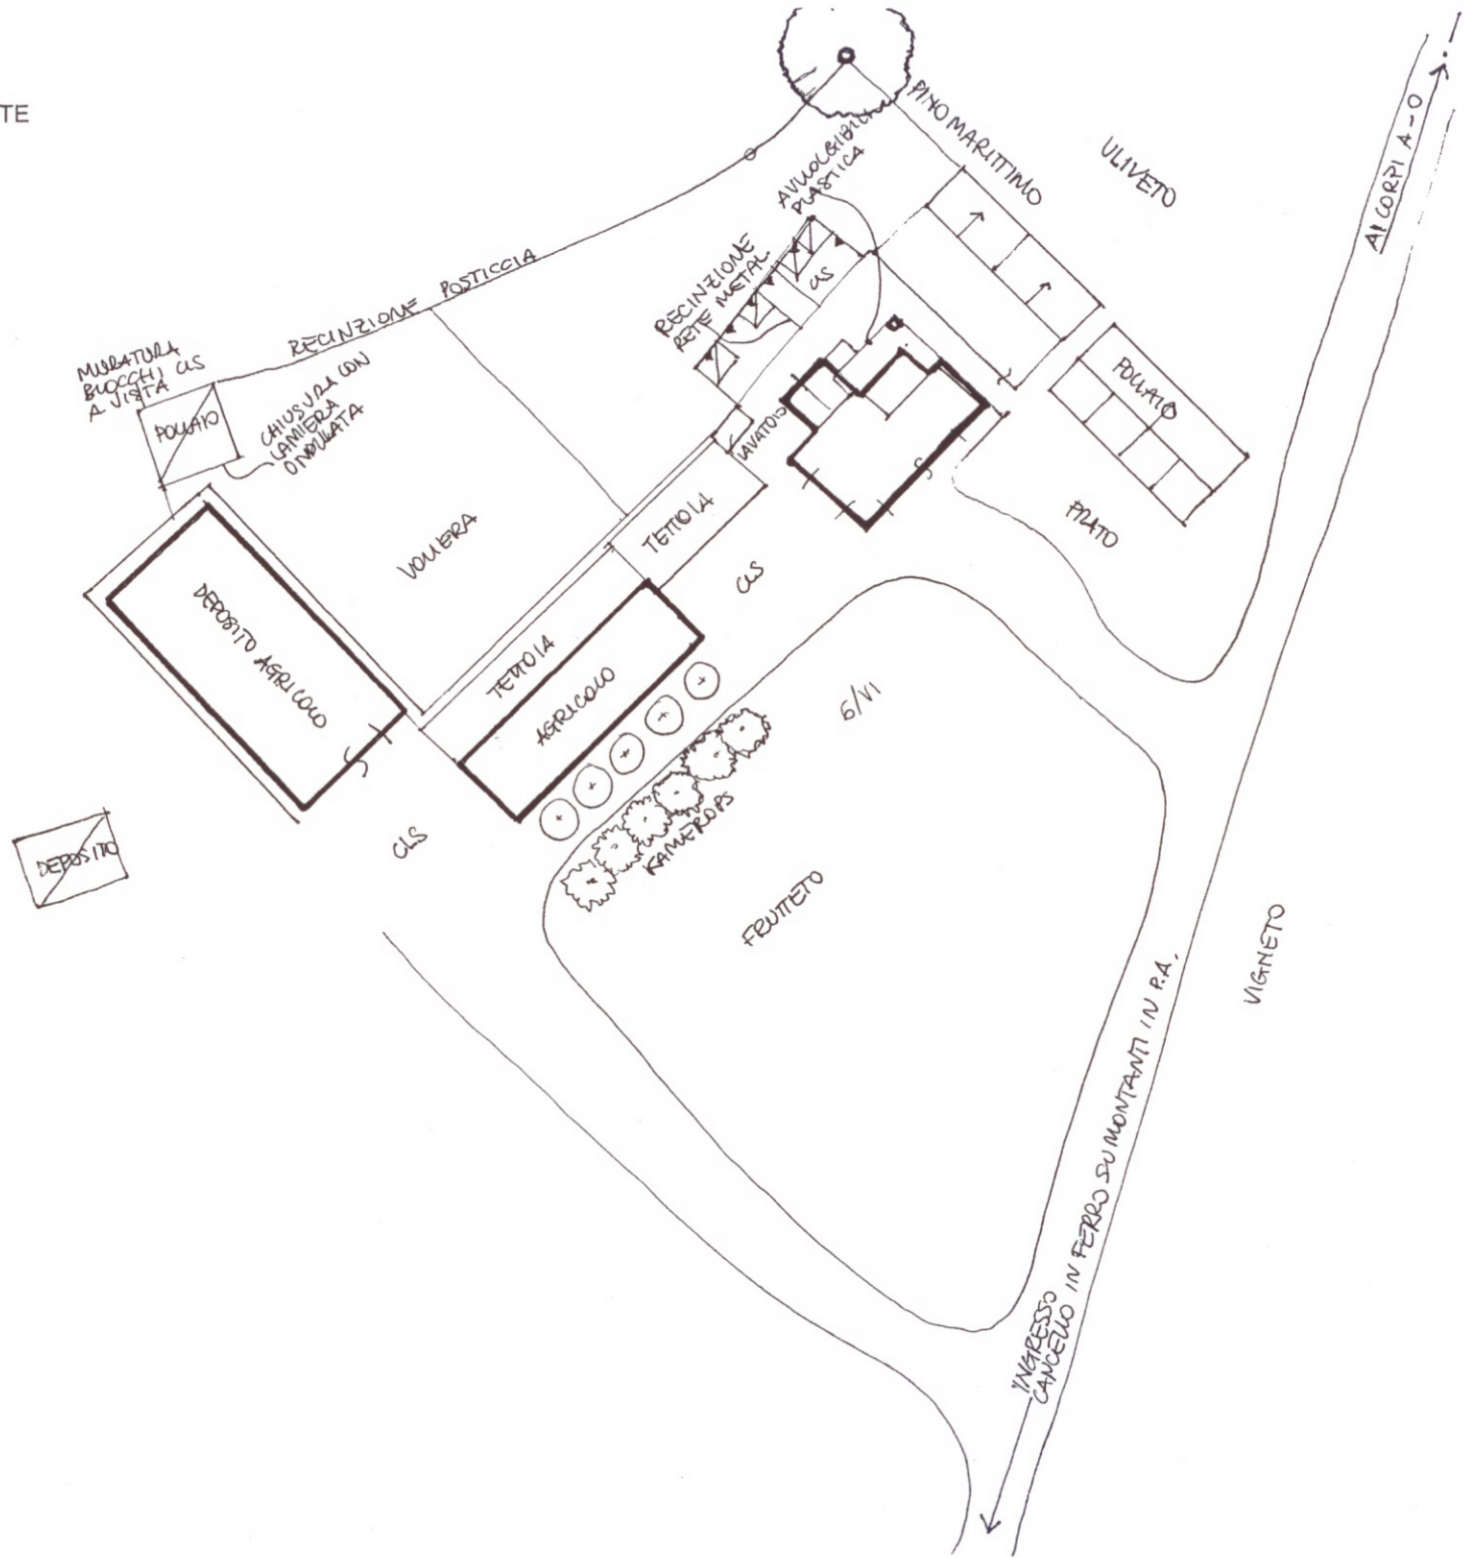 TE
PINO MARITTIMO
ULIVETO
AI CORPI A-O
AVVOLGIBILI
PLASTICA
RECINZIONE
RETE METAL.
CLS
RECINZIONE POSTICCIA
MURATURA
BLOCCHI CLS
A VISTA
POLLAIO
CHIUSURA CON
LAMIERA
ONDULATA
POLLAIO
LAVATOIO
VOLIERA
TETTOIA
PRATO
CLS
DEPOSITO AGRICOLO
TETTOIA
AGRICOLO
6/VI
KAMEROPS
CLS
DEPOSITO
FRUTTETO
VIGNETO
INGRESSO
CANCELLO IN FERRO SU MONTANTI IN P.A.